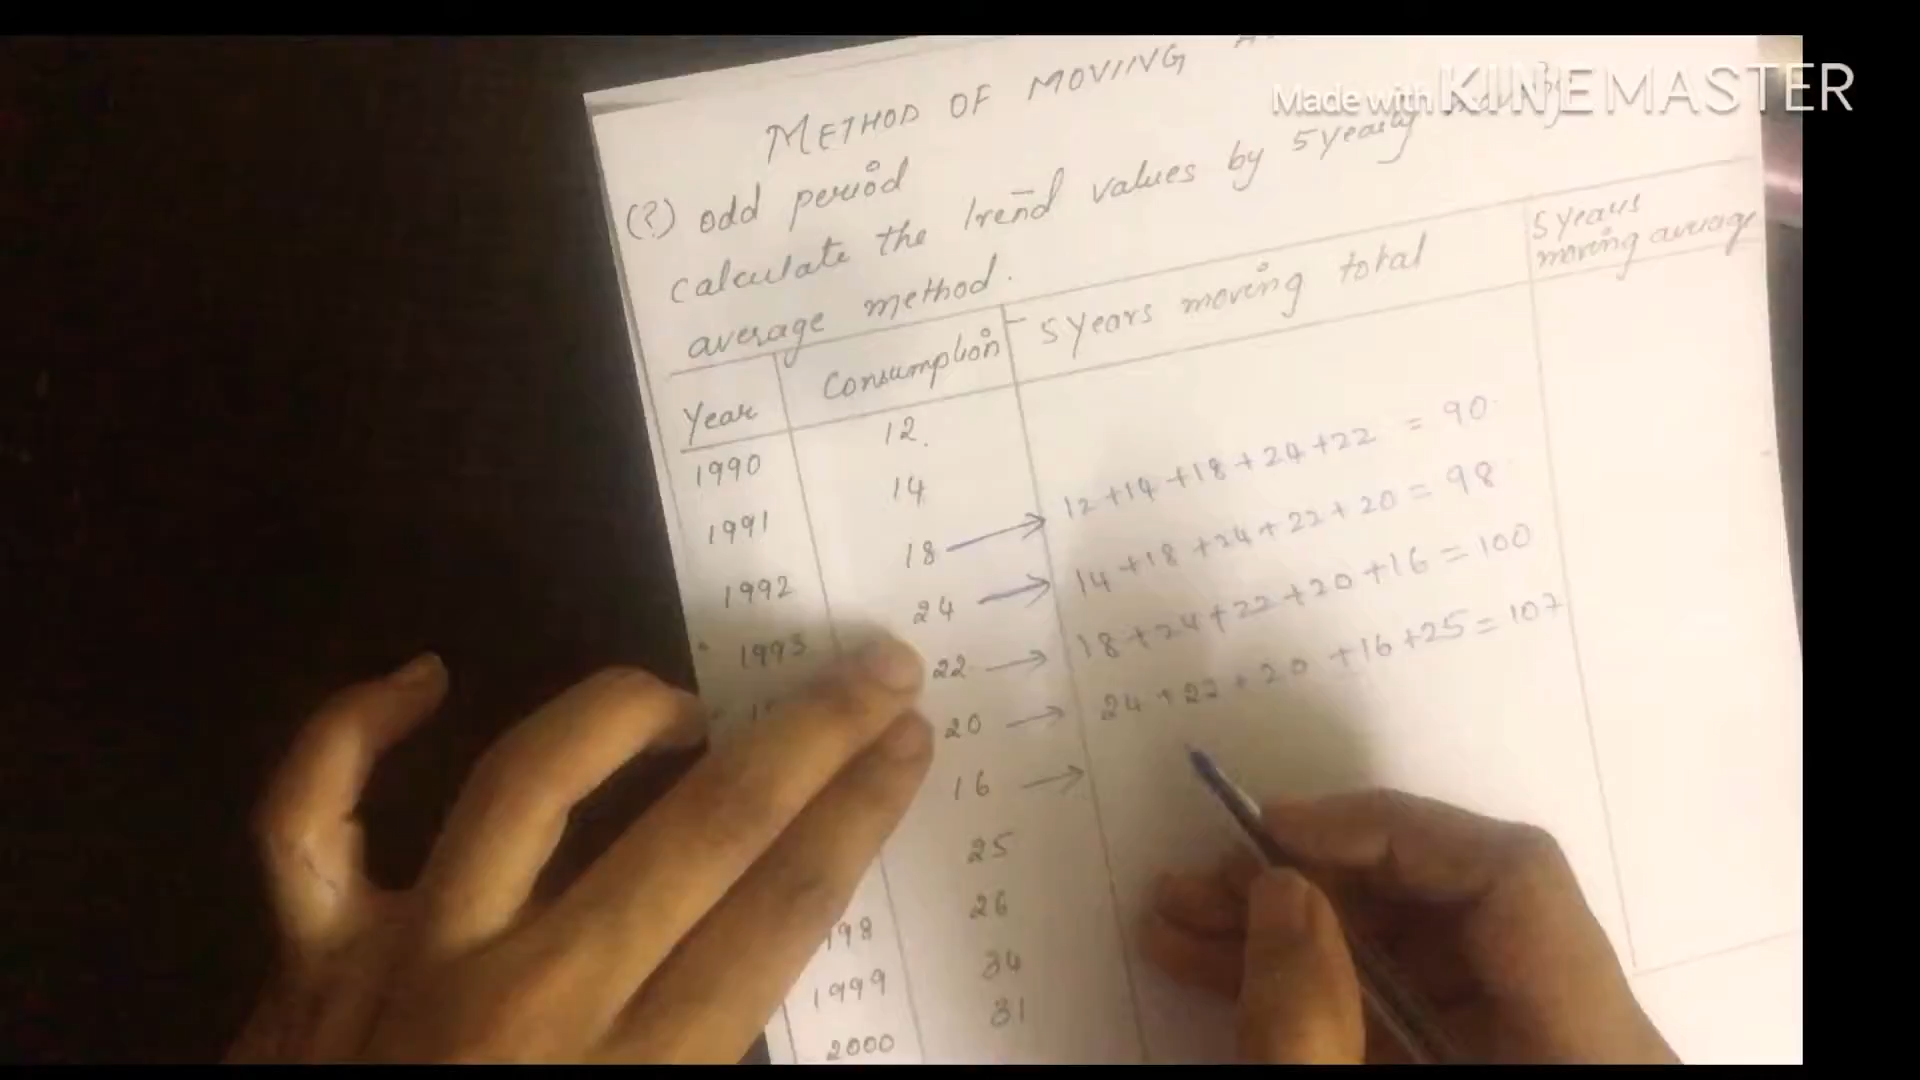 Made with KINEMASTER
METHOD OF MOVING
(?) odd period
calculate the trend values by 5 yearly moving
average method.
Year Consumption 5 years moving total 5 years moving average
1990 12
1991 14
1992 18 → 12+14+18+24+22 = 90
1993 24 → 14+18+24+22+20 = 98
22 → 18+24+22+20+16 = 100
20 → 24+22+20+16+25 = 107
16 →
25
98 26
1999 34
2000 31